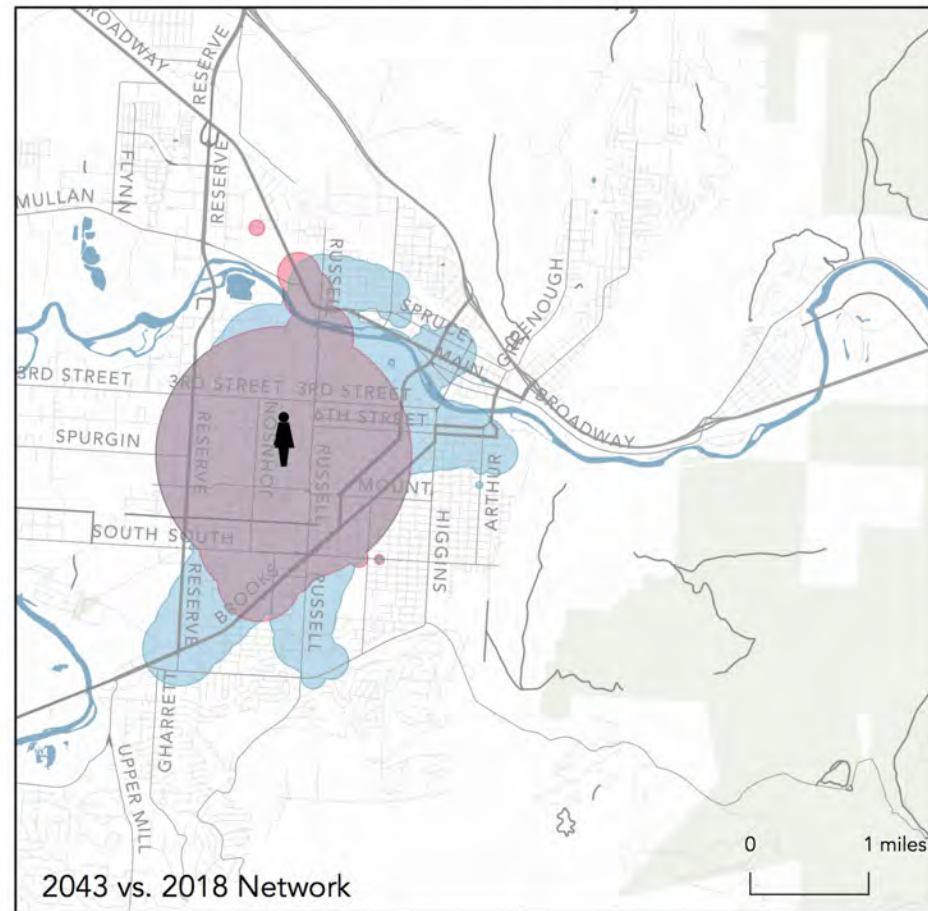 BROADWAY
RESERVE
RESERVE
RESERVE
FLYNN
MULLAN
RUSSELL
SPRUCE
GREENOUGH
MAIN
BROADWAY
3RD STREET
3RD STREET
3RD STREET
6TH STREET
JOHNSON
SPURGIN
RESERVE
RUSSELL
MOUNT
ARTHUR
HIGGINS
SOUTH
SOUTH
BROOKS
RESERVE
RUSSELL
GHARRETT
UPPER MILL
0
1 miles
2043 vs. 2018 Network